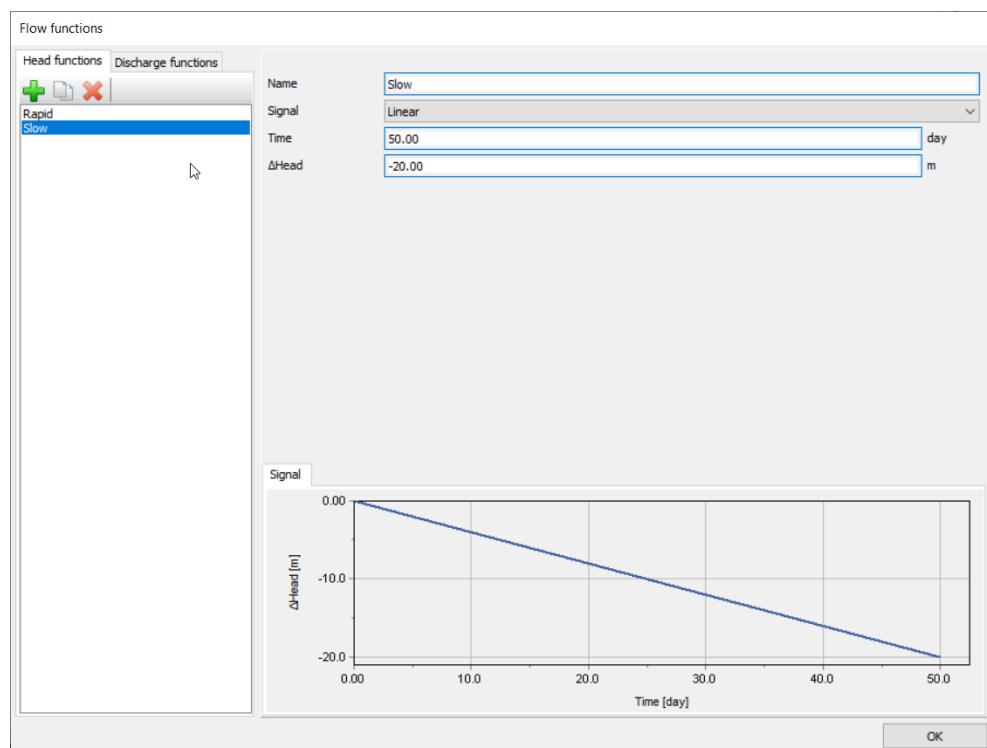 Flow functions
Head functions Discharge functions
Rapid
Slow
Name Slow
Signal Linear
Time 50.00 day
ΔHead -20.00 m
Signal
0.00
-10.0
-20.0
ΔHead [m]
0.00 10.0 20.0 30.0 40.0 50.0
Time [day]
OK